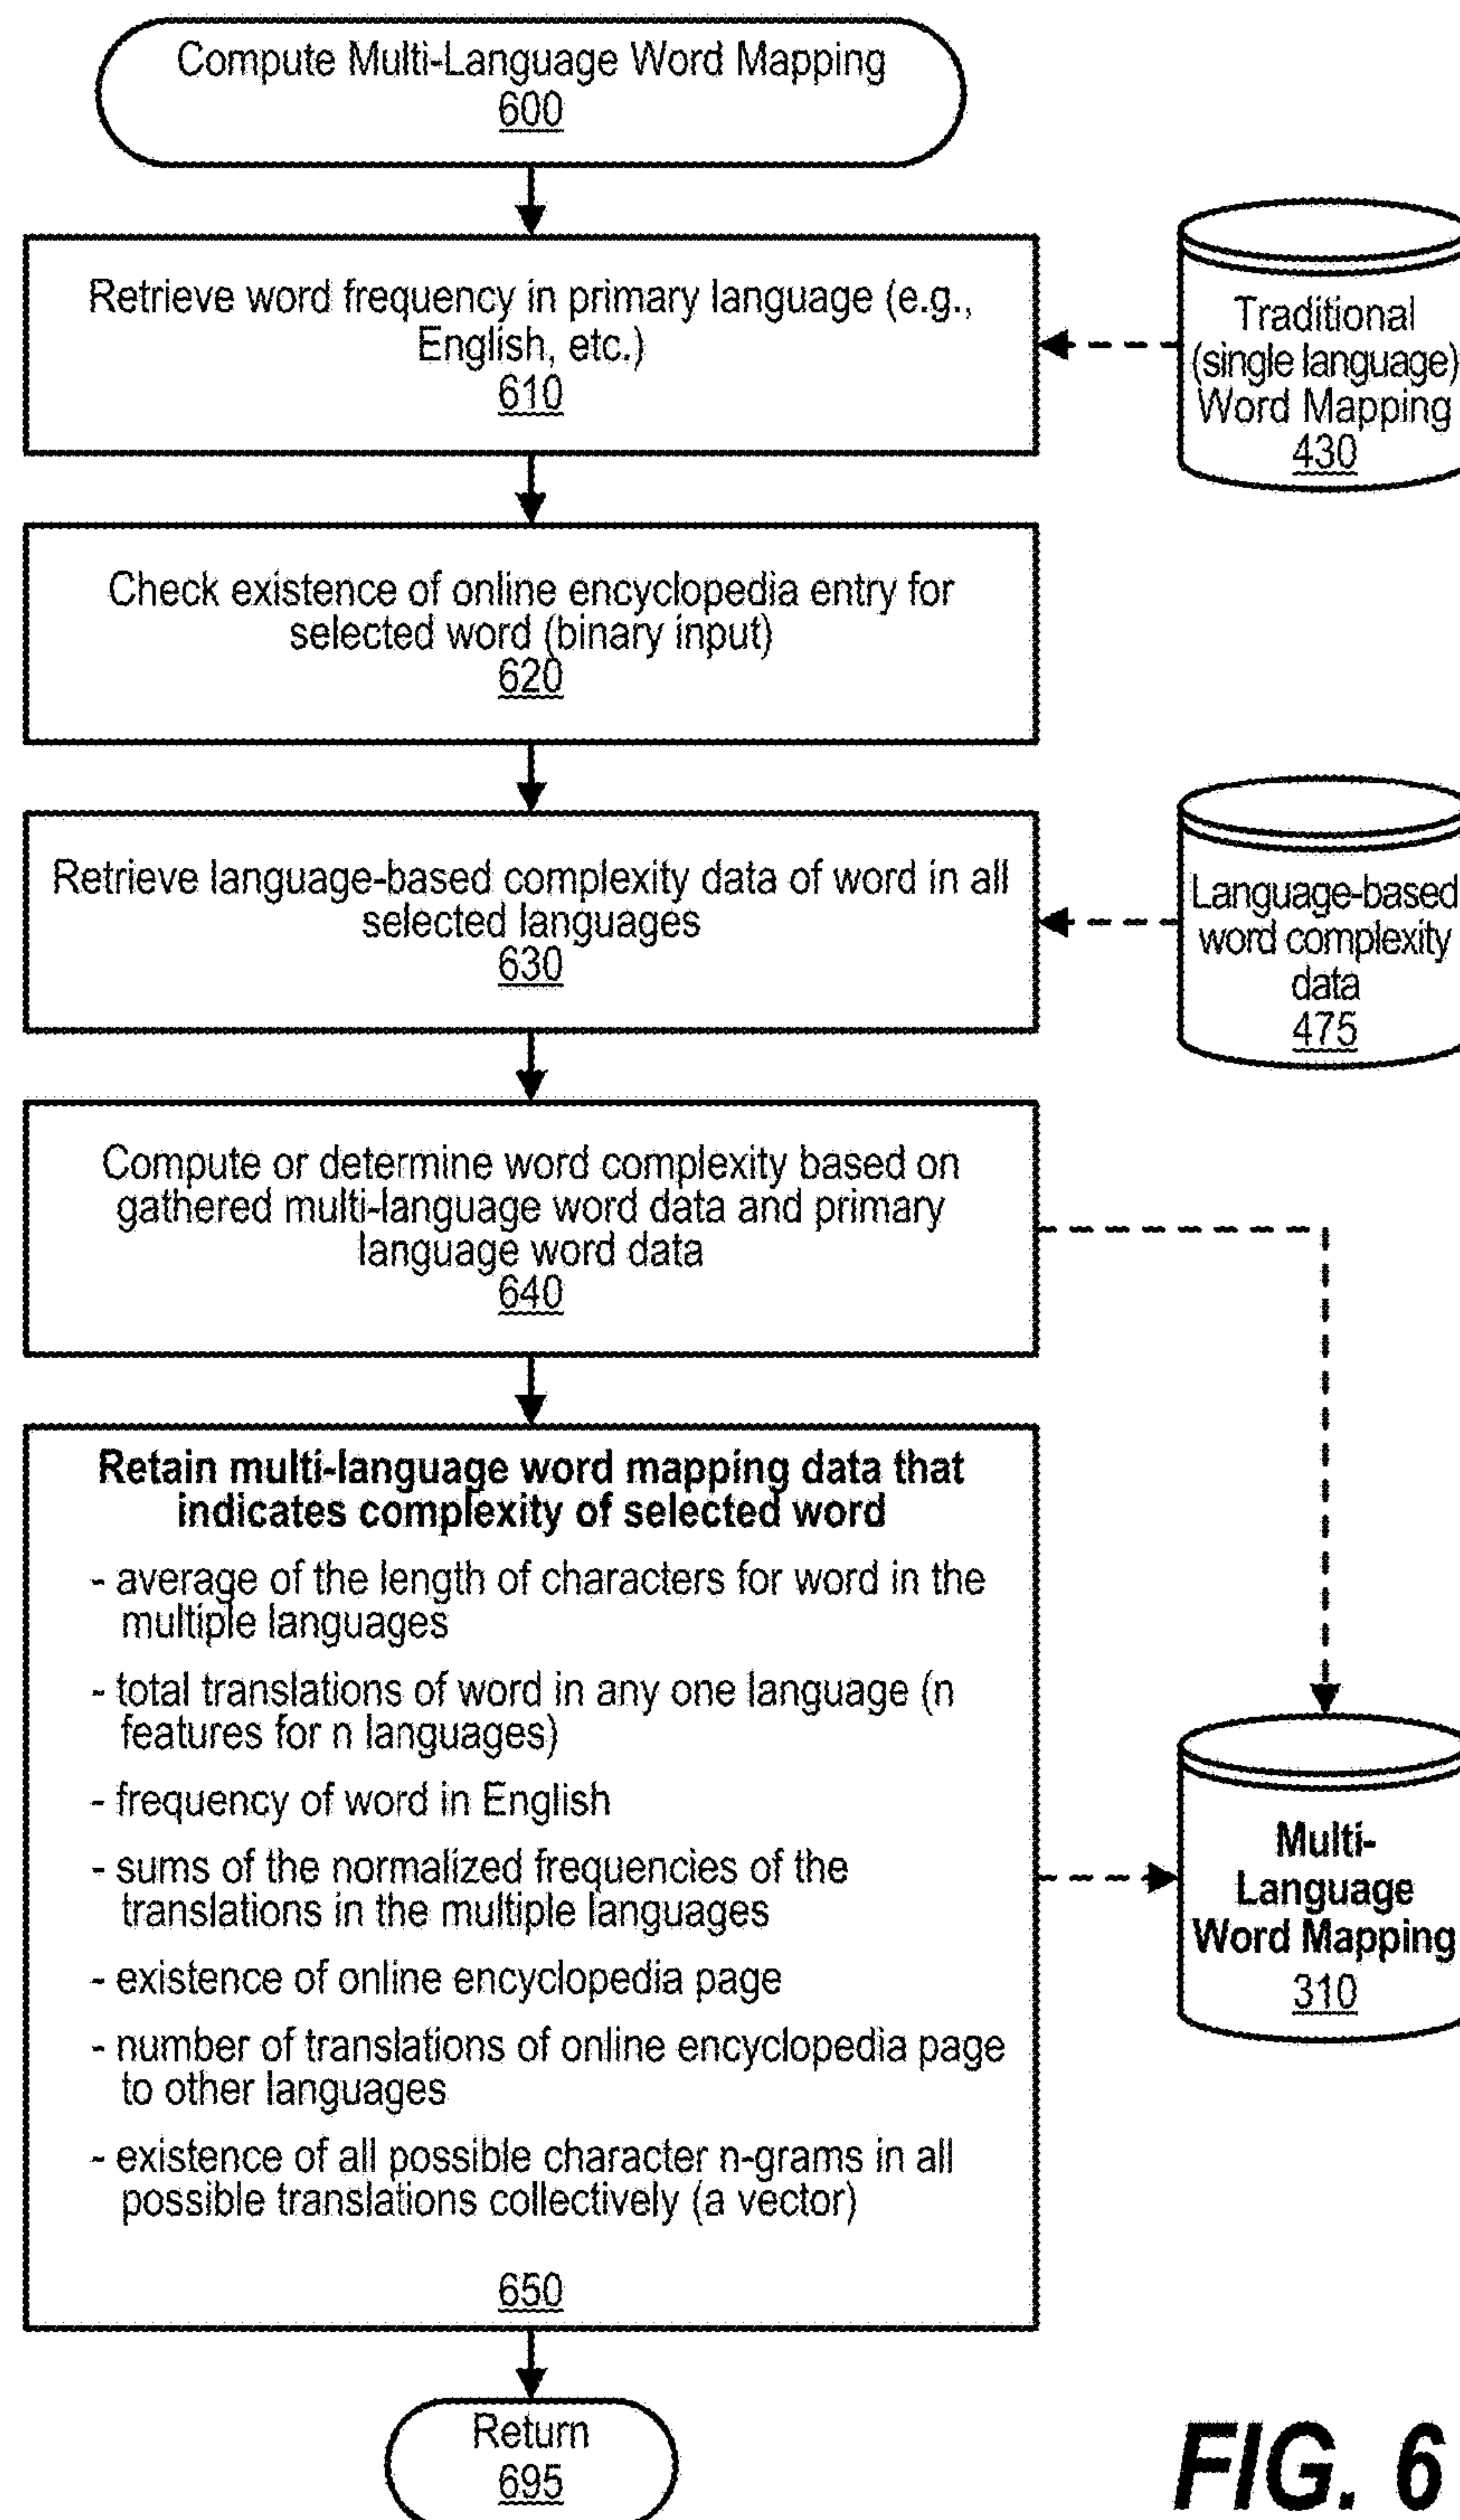 Compute Multi-Language Word Mapping
600
Retrieve word frequency in primary language (e.g.,
English, etc.)
610
Traditional
(single language)
Word Mapping
430
Check existence of online encyclopedia entry for
selected word (binary input)
620
Retrieve language-based complexity data of word in all
selected languages
630
Language-based
word complexity
data
475
Compute or determine word complexity based on
gathered multi-language word data and primary
language word data
640
Retain multi-language word mapping data that
indicates complexity of selected word
- average of the length of characters for word in the
multiple languages
- total translations of word in any one language (n
features for n languages)
- frequency of word in English
- sums of the normalized frequencies of the
translations in the multiple languages
- existence of online encyclopedia page
- number of translations of online encyclopedia page
to other languages
- existence of all possible character n-grams in all
possible translations collectively (a vector)
650
Multi-
Language
Word Mapping
310
Return
695
FIG. 6